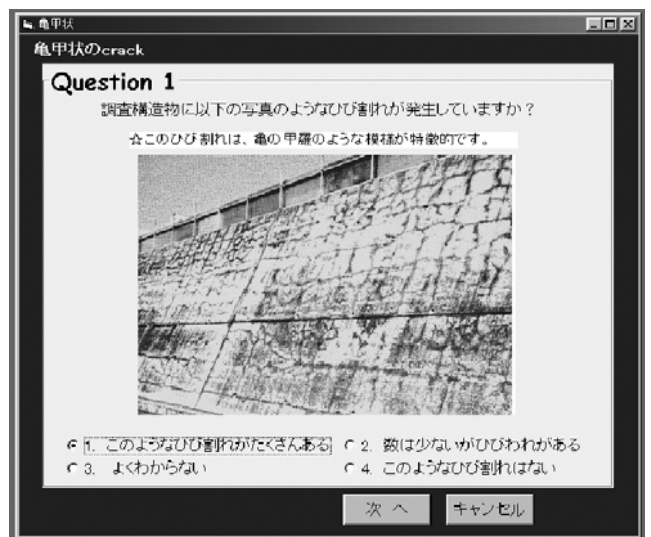 亀甲状
亀甲状のcrack
Question 1
調査構造物に以下の写真のようなひび割れが発生していますか？
☆このひび割れは、亀の甲羅のような模様が特徴的です。
1. このようなひび割れがたくさんある
2. 数は少ないがひびわれがある
3. よくわからない
4. このようなひび割れはない
次 へ
キャンセル